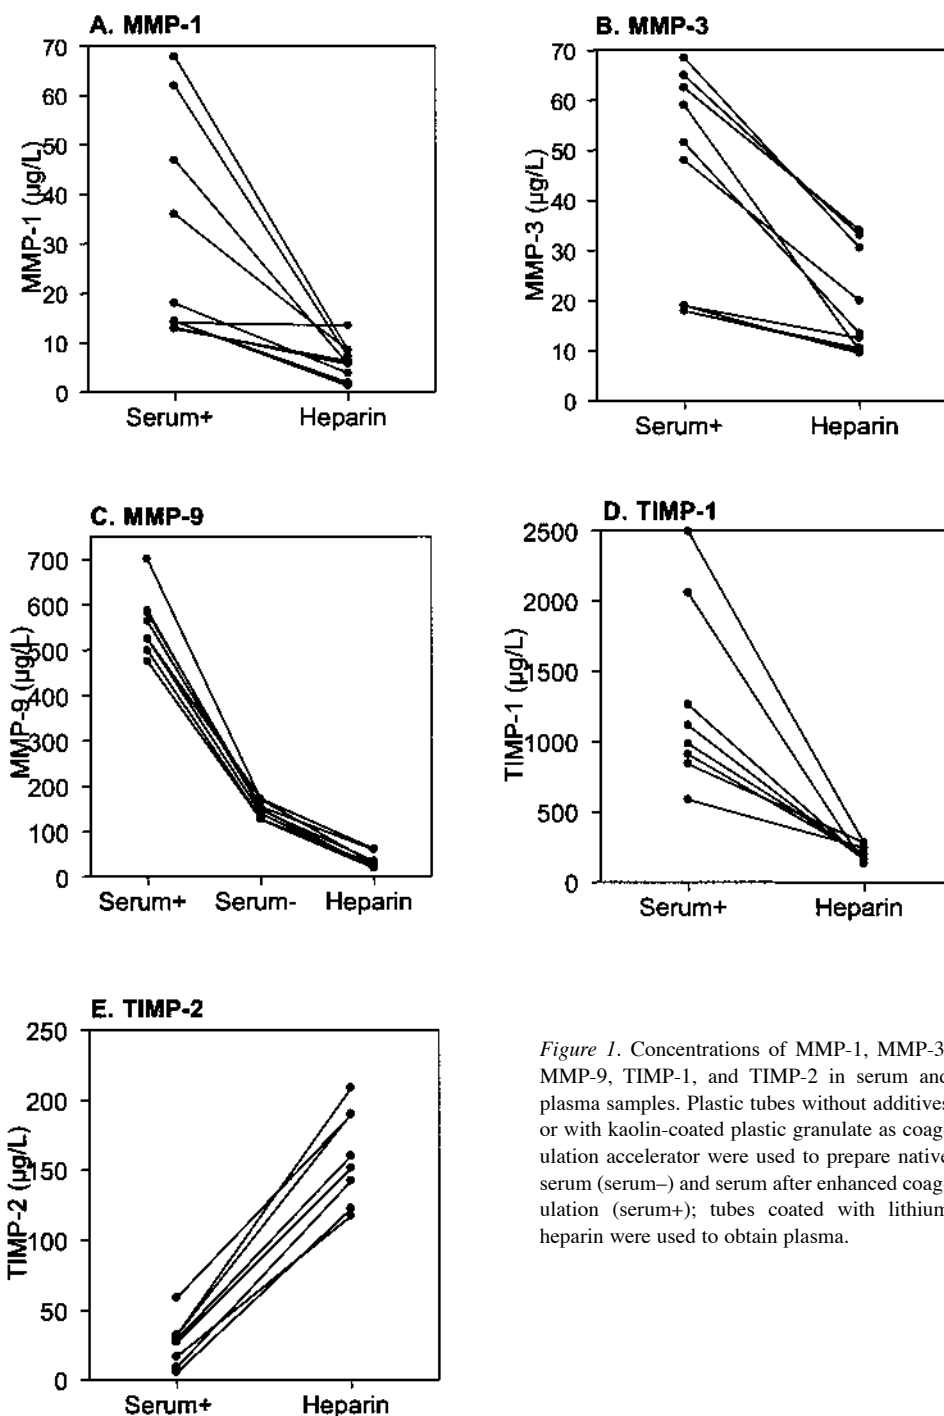 A. MMP-1
MMP-1 (µg/L)
70
60
50
40
30
20
10
0
Serum+ Heparin
B. MMP-3
MMP-3 (µg/L)
70
60
50
40
30
20
10
0
Serum+ Heparin
C. MMP-9
MMP-9 (µg/L)
700
600
500
400
300
200
100
0
Serum+ Serum- Heparin
D. TIMP-1
TIMP-1 (µg/L)
2500
2000
1500
1000
500
0
Serum+ Heparin
E. TIMP-2
TIMP-2 (µg/L)
250
200
150
100
50
0
Serum+ Heparin
Figure 1. Concentrations of MMP-1, MMP-3
MMP-9, TIMP-1, and TIMP-2 in serum and
plasma samples. Plastic tubes without additives
or with kaolin-coated plastic granulate as coag-
ulation accelerator were used to prepare native
serum (serum–) and serum after enhanced coag-
ulation (serum+); tubes coated with lithium
heparin were used to obtain plasma.